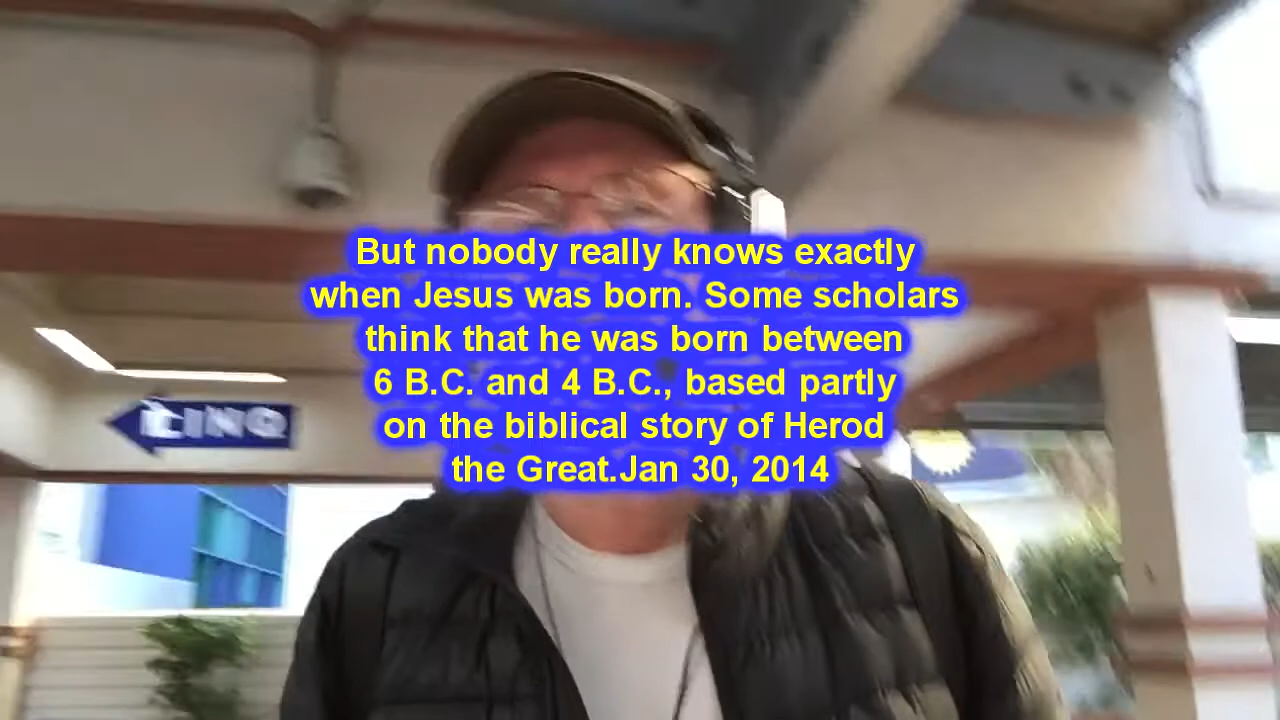 But nobody really knows exactly
when Jesus was born. Some scholars
think that he was born between
6 B.C. and 4 B.C., based partly
on the biblical story of Herod
the Great.Jan 30, 2014
LINQ